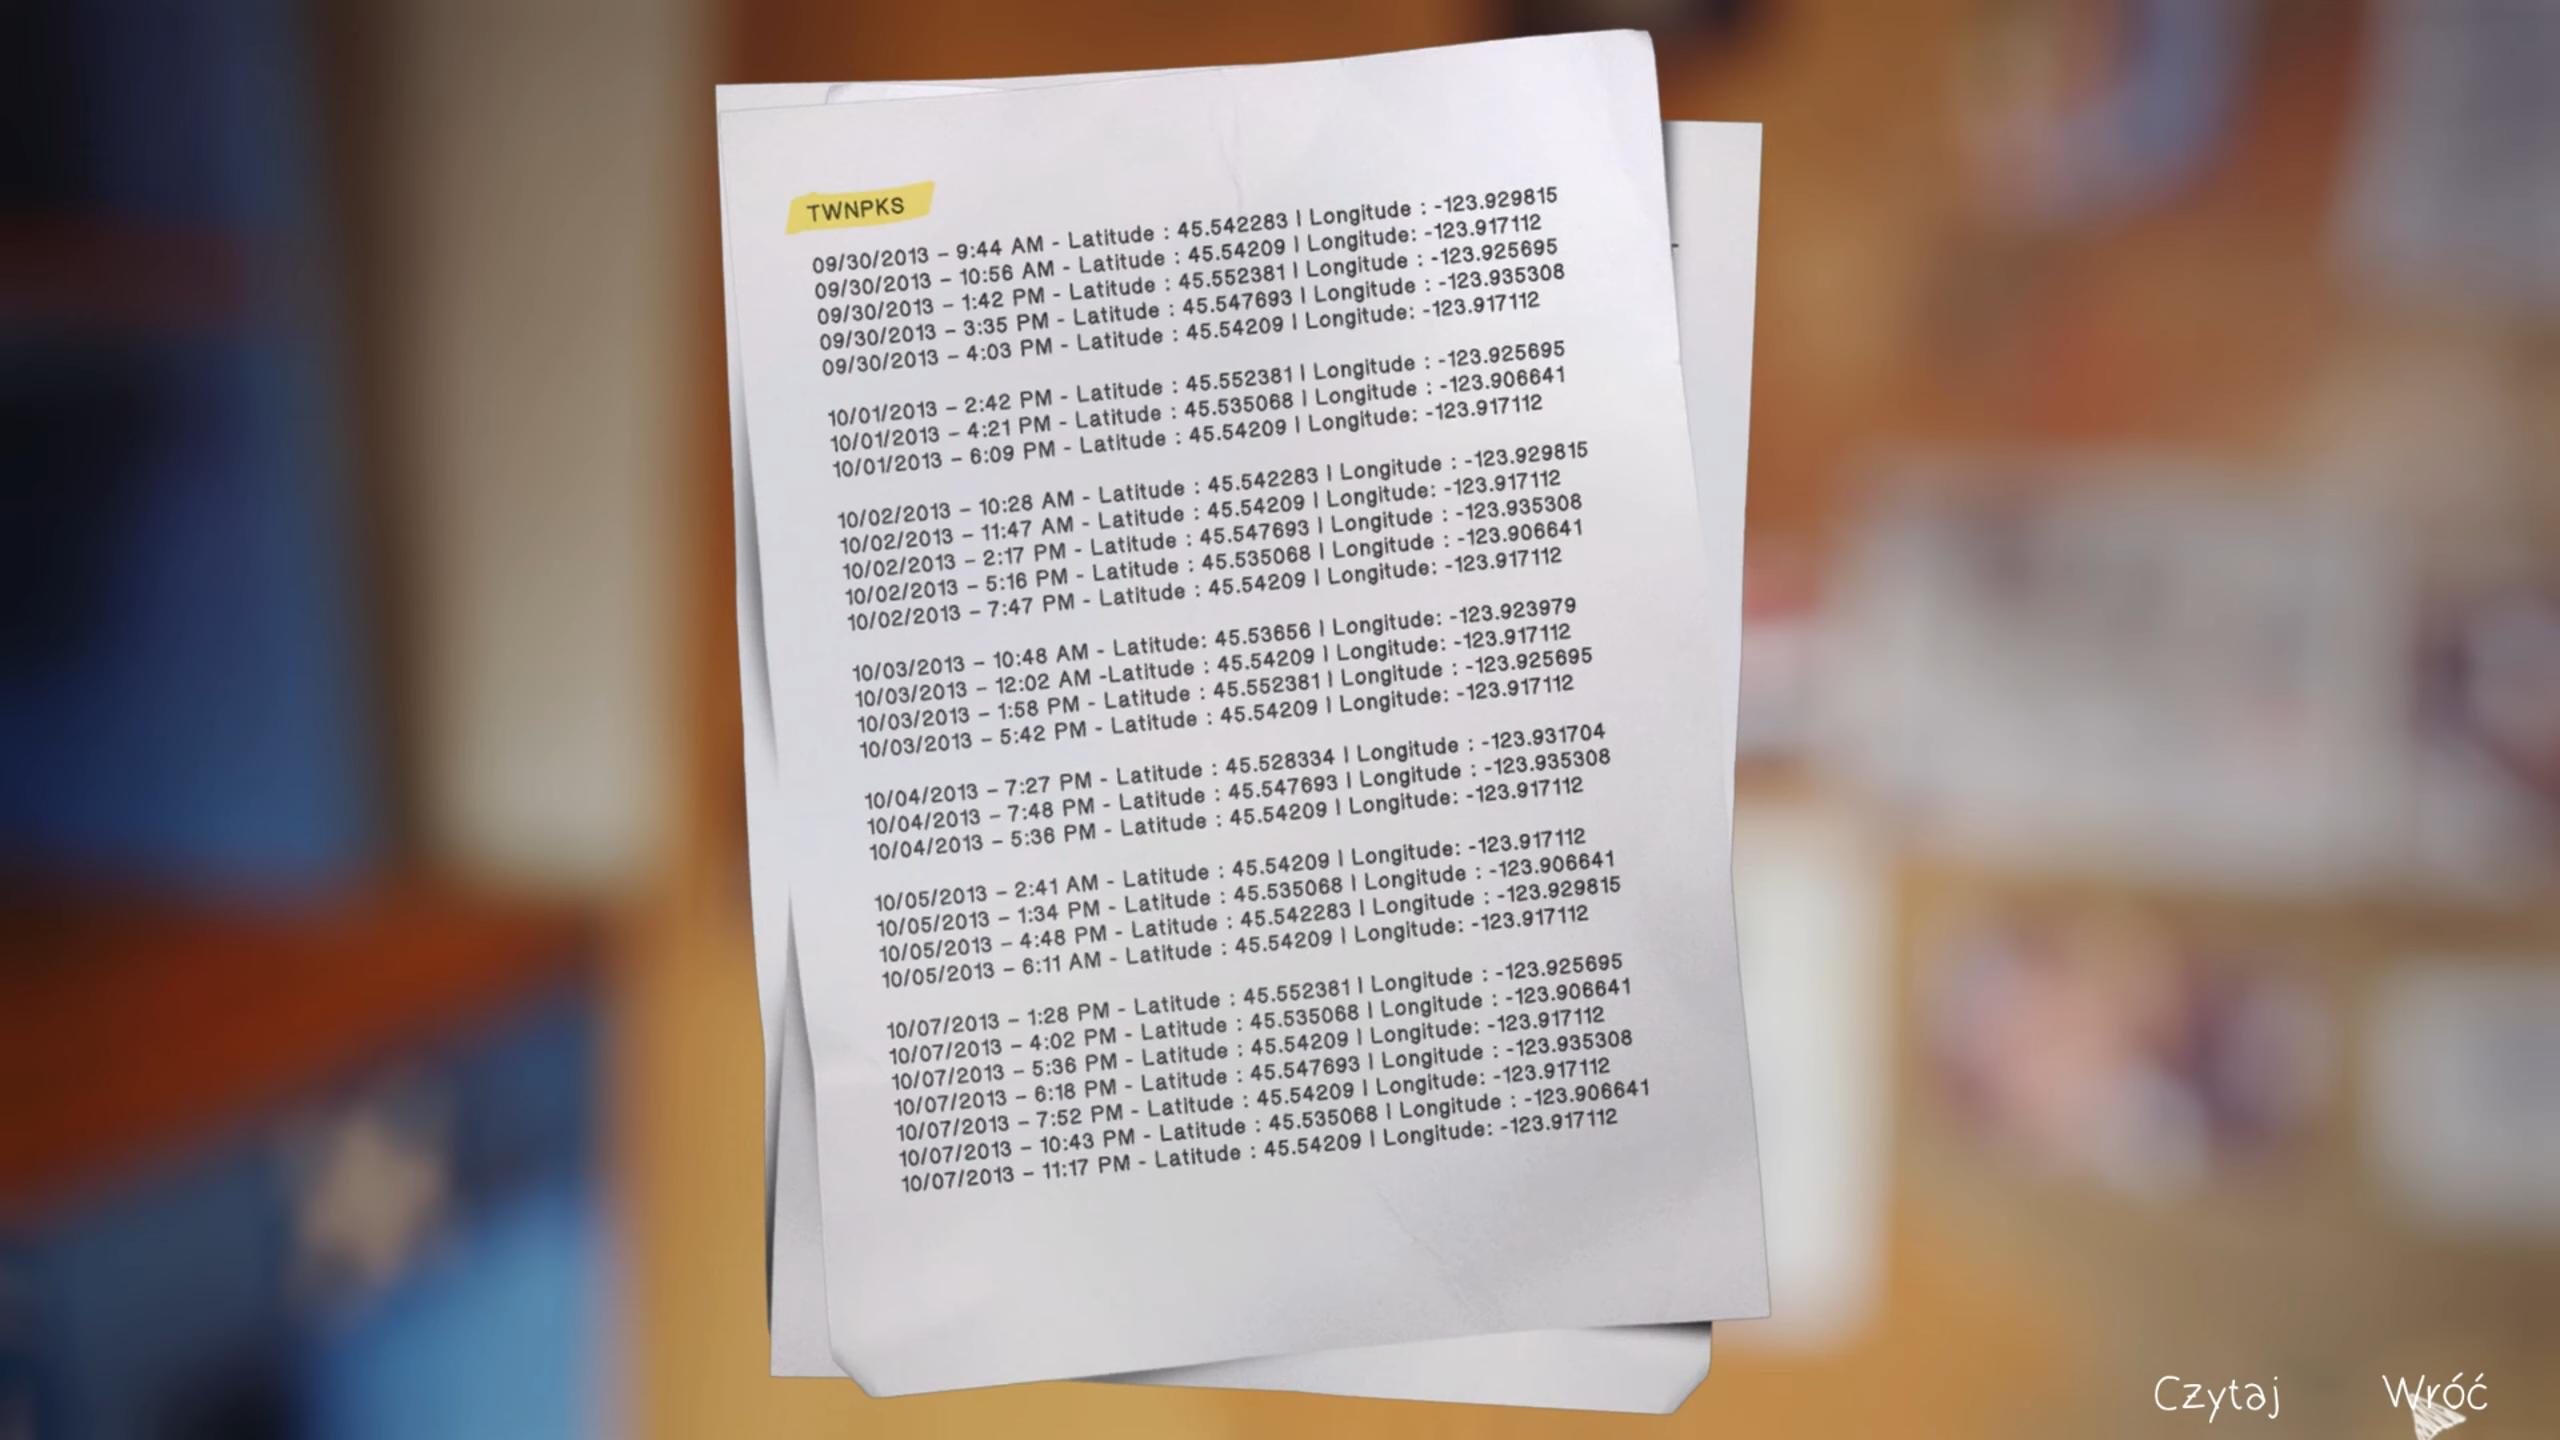 TWNPKS
09/30/2013 – 9:44 AM - Latitude : 45.542283 | Longitude : -123.929815
09/30/2013 – 10:56 AM - Latitude : 45.54209 | Longitude: -123.917112
09/30/2013 – 1:42 PM - Latitude : 45.552381 | Longitude : -123.925695
09/30/2013 – 3:35 PM - Latitude : 45.547693 | Longitude : -123.935308
09/30/2013 – 4:03 PM - Latitude : 45.54209 | Longitude: -123.917112
10/01/2013 – 2:42 PM - Latitude : 45.552381 | Longitude : -123.925695
10/01/2013 – 4:21 PM - Latitude : 45.535068 | Longitude : -123.906641
10/01/2013 – 6:09 PM - Latitude : 45.54209 | Longitude: -123.917112
10/02/2013 – 10:28 AM - Latitude : 45.542283 | Longitude : -123.929815
10/02/2013 – 11:47 AM - Latitude : 45.54209 | Longitude: -123.917112
10/02/2013 – 2:17 PM - Latitude : 45.547693 | Longitude : -123.935308
10/02/2013 – 5:16 PM - Latitude : 45.535068 | Longitude : -123.906641
10/02/2013 – 7:47 PM - Latitude : 45.54209 | Longitude: -123.917112
10/03/2013 – 10:48 AM - Latitude: 45.53656 | Longitude: -123.923979
10/03/2013 – 12:02 AM -Latitude : 45.54209 | Longitude: -123.917112
10/03/2013 – 1:58 PM - Latitude : 45.552381 | Longitude : -123.925695
10/03/2013 – 5:42 PM - Latitude : 45.54209 | Longitude: -123.917112
10/04/2013 – 7:27 PM - Latitude : 45.528334 | Longitude : -123.931704
10/04/2013 – 7:48 PM - Latitude : 45.547693 | Longitude : -123.935308
10/04/2013 – 5:36 PM - Latitude : 45.54209 | Longitude: -123.917112
10/05/2013 – 2:41 AM - Latitude : 45.54209 | Longitude: -123.917112
10/05/2013 – 1:34 PM - Latitude : 45.535068 | Longitude : -123.906641
10/05/2013 – 4:48 PM - Latitude : 45.542283 | Longitude : -123.929815
10/05/2013 – 6:11 AM - Latitude : 45.54209 | Longitude: -123.917112
10/07/2013 – 1:28 PM - Latitude : 45.552381 | Longitude : -123.925695
10/07/2013 – 4:02 PM - Latitude : 45.535068 | Longitude : -123.906641
10/07/2013 – 5:36 PM - Latitude : 45.54209 | Longitude: -123.917112
10/07/2013 – 6:18 PM - Latitude : 45.547693 | Longitude : -123.935308
10/07/2013 – 7:52 PM - Latitude : 45.54209 | Longitude: -123.917112
10/07/2013 – 10:43 PM - Latitude : 45.535068 | Longitude : -123.906641
10/07/2013 – 11:17 PM - Latitude : 45.54209 | Longitude: -123.917112
Czytaj Wróć